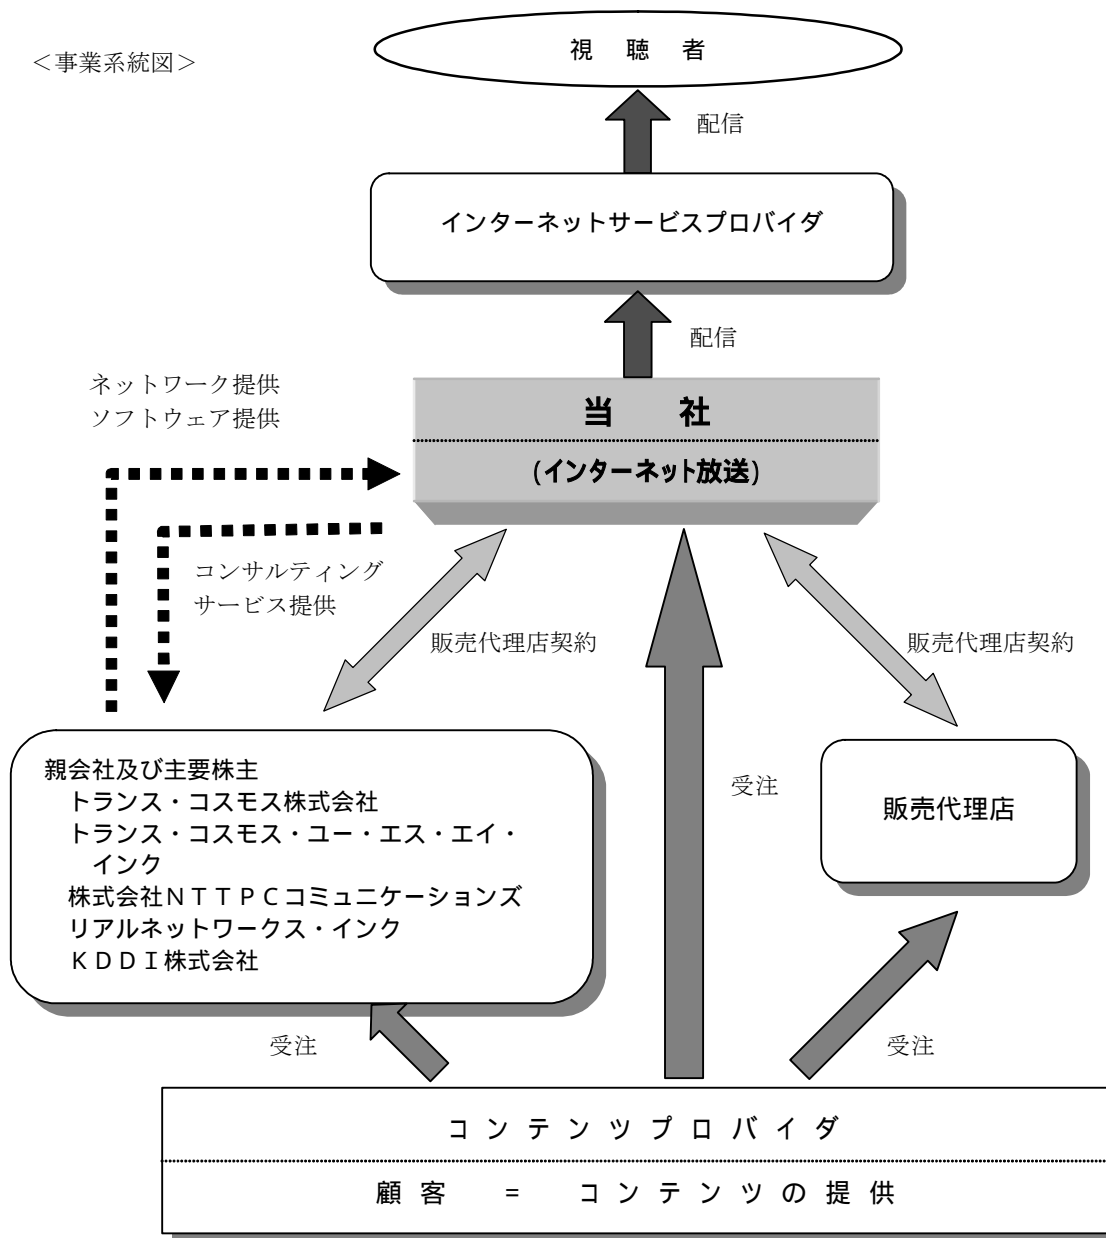 ＜事業系統図＞
視　聴　者
配信
インターネットサービスプロバイダ
配信
ネットワーク提供
ソフトウェア提供
当　社
(インターネット放送)
コンサルティング
サービス提供
販売代理店契約
販売代理店契約
親会社及び主要株主
トランス・コスモス株式会社
トランス・コスモス・ユー・エス・エイ・
インク
株式会社ＮＴＴＰＣコミュニケーションズ
リアルネットワークス・インク
ＫＤＤＩ株式会社
受注
販売代理店
受注
受注
コンテンツプロバイダ
顧客　=　コンテンツの提供